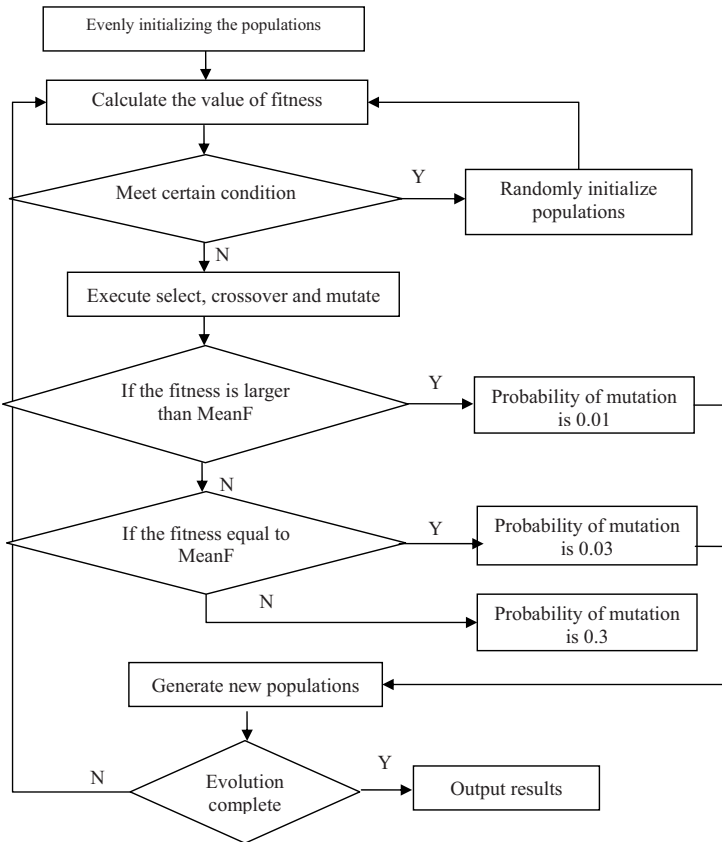 Evenly initializing the populations
Calculate the value of fitness
Meet certain condition
Y
Randomly initialize
populations
N
Execute select, crossover and mutate
If the fitness is larger
than MeanF
Y
Probability of mutation
is 0.01
N
If the fitness equal to
MeanF
Y
Probability of mutation
is 0.03
N
Probability of mutation
is 0.3
Generate new populations
N
Evolution
complete
Y
Output results